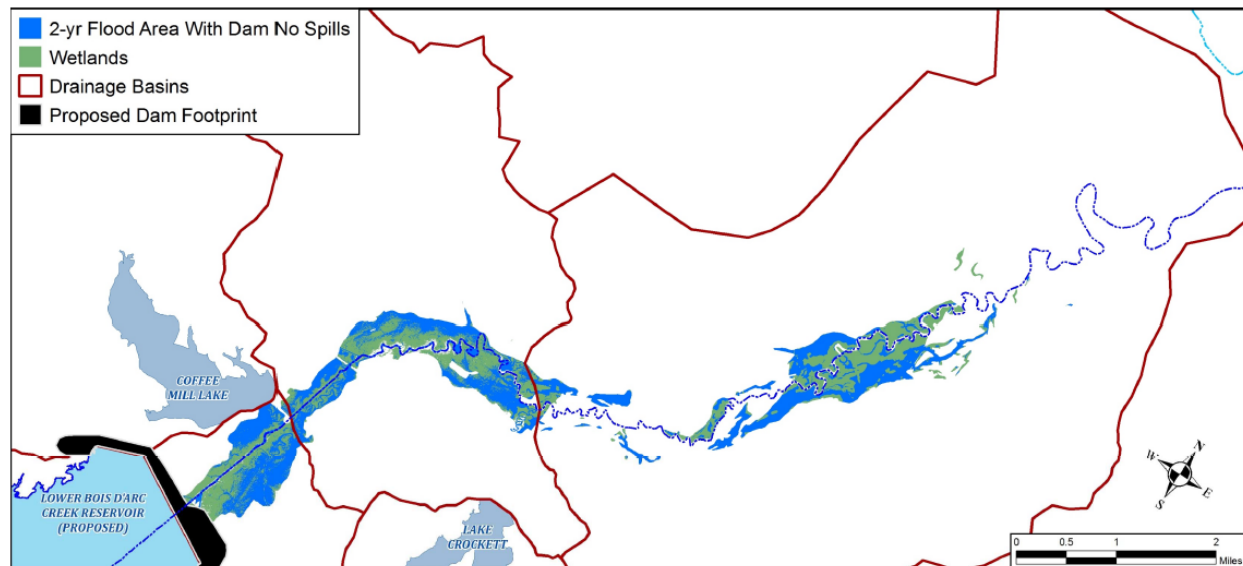 2-yr Flood Area With Dam No Spills
Wetlands
Drainage Basins
Proposed Dam Footprint
COFFEE
MILL LAKE
LOWER BOIS D'ARC
CREEK RESERVOIR
(PROPOSED)
LAKE
CROCKETT
W N
S E
0 0.5 1 2
Miles